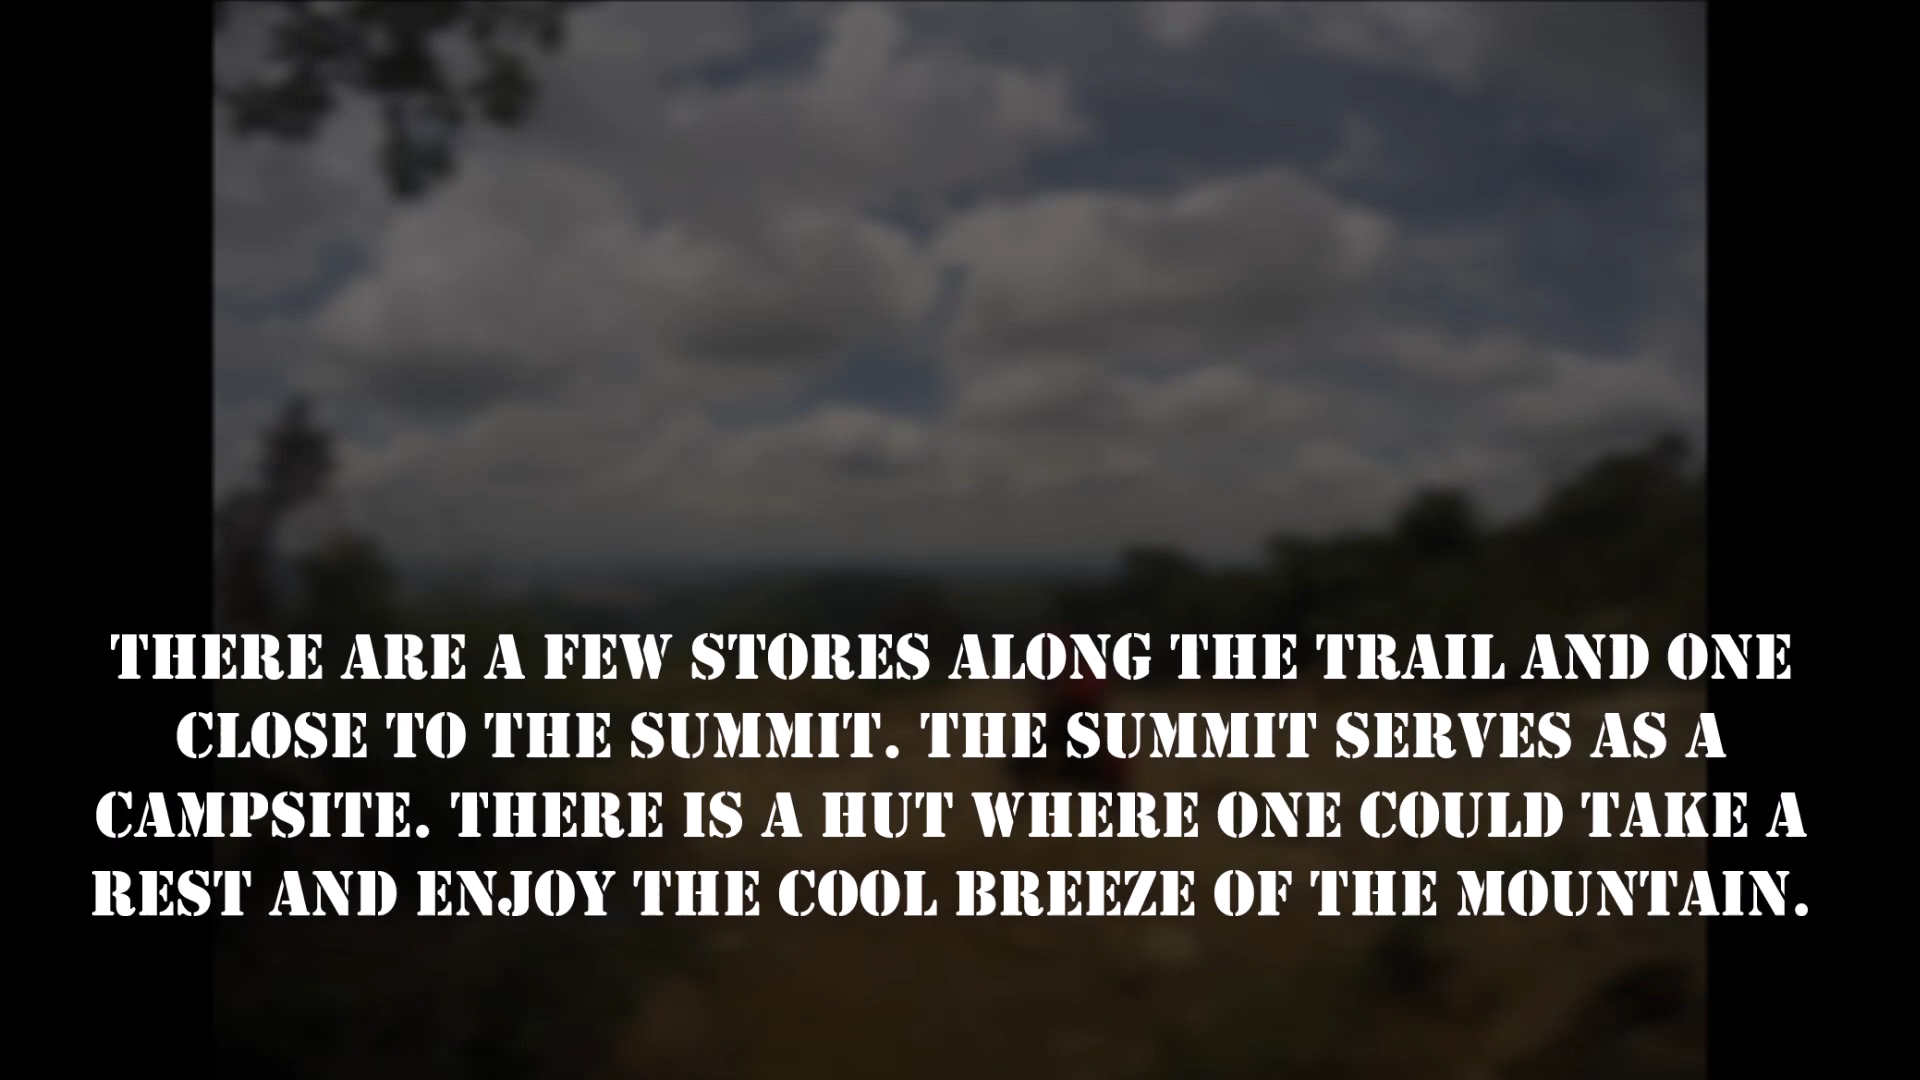 THERE ARE A FEW STORES ALONG THE TRAIL AND ONE
CLOSE TO THE SUMMIT. THE SUMMIT SERVES AS A
CAMPSITE. THERE IS A HUT WHERE ONE COULD TAKE A
REST AND ENJOY THE COOL BREEZE OF THE MOUNTAIN.